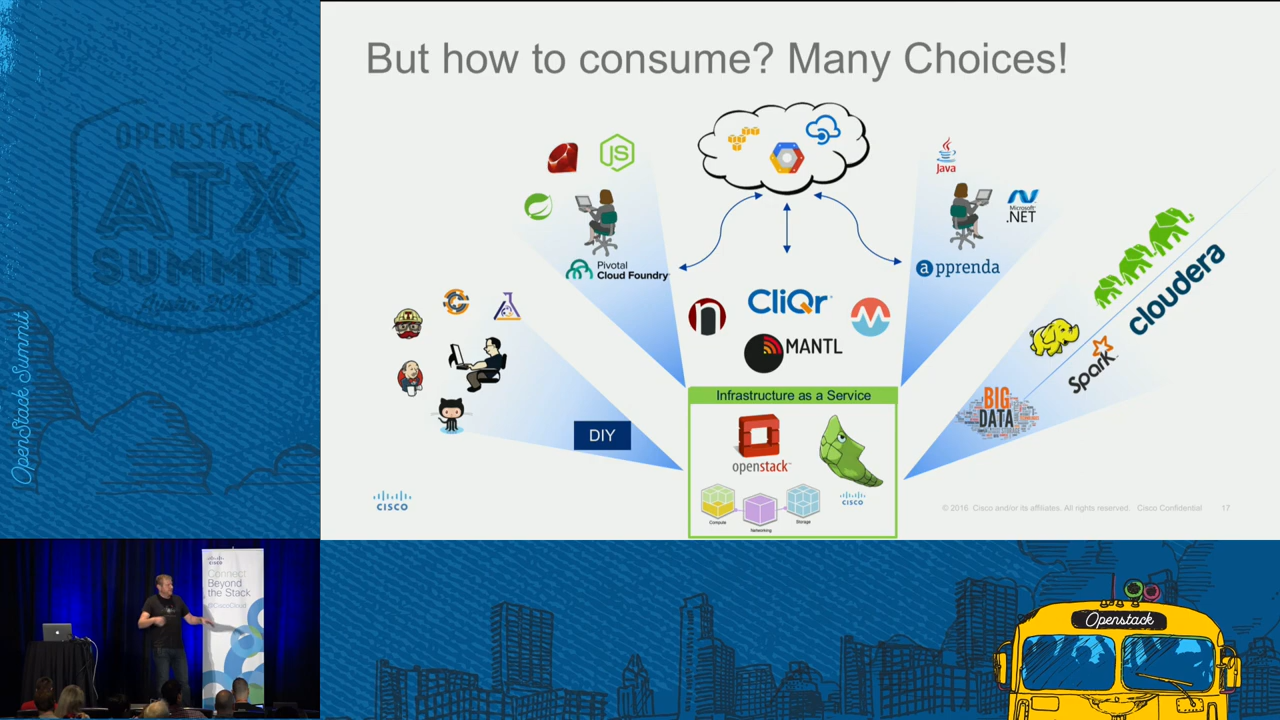 But how to consume? Many Choices!
OPENSTACK
ATX
SUMMIT
OpenStack Summit
JS
Java
Microsoft
.NET
Pivotal
Cloud Foundry
apprenda
cloudera
CliQr
n
MANTL
Spark
BIG
DATA
DIY
Infrastructure as a Service
openstack
Compute
Networking
Storage
CISCO
CISCO
© 2016 Cisco and/or its affiliates. All rights reserved. Cisco Confidential 17
CISCO
Connect
Beyond
the Stack
@CiscoCloud
Openstack